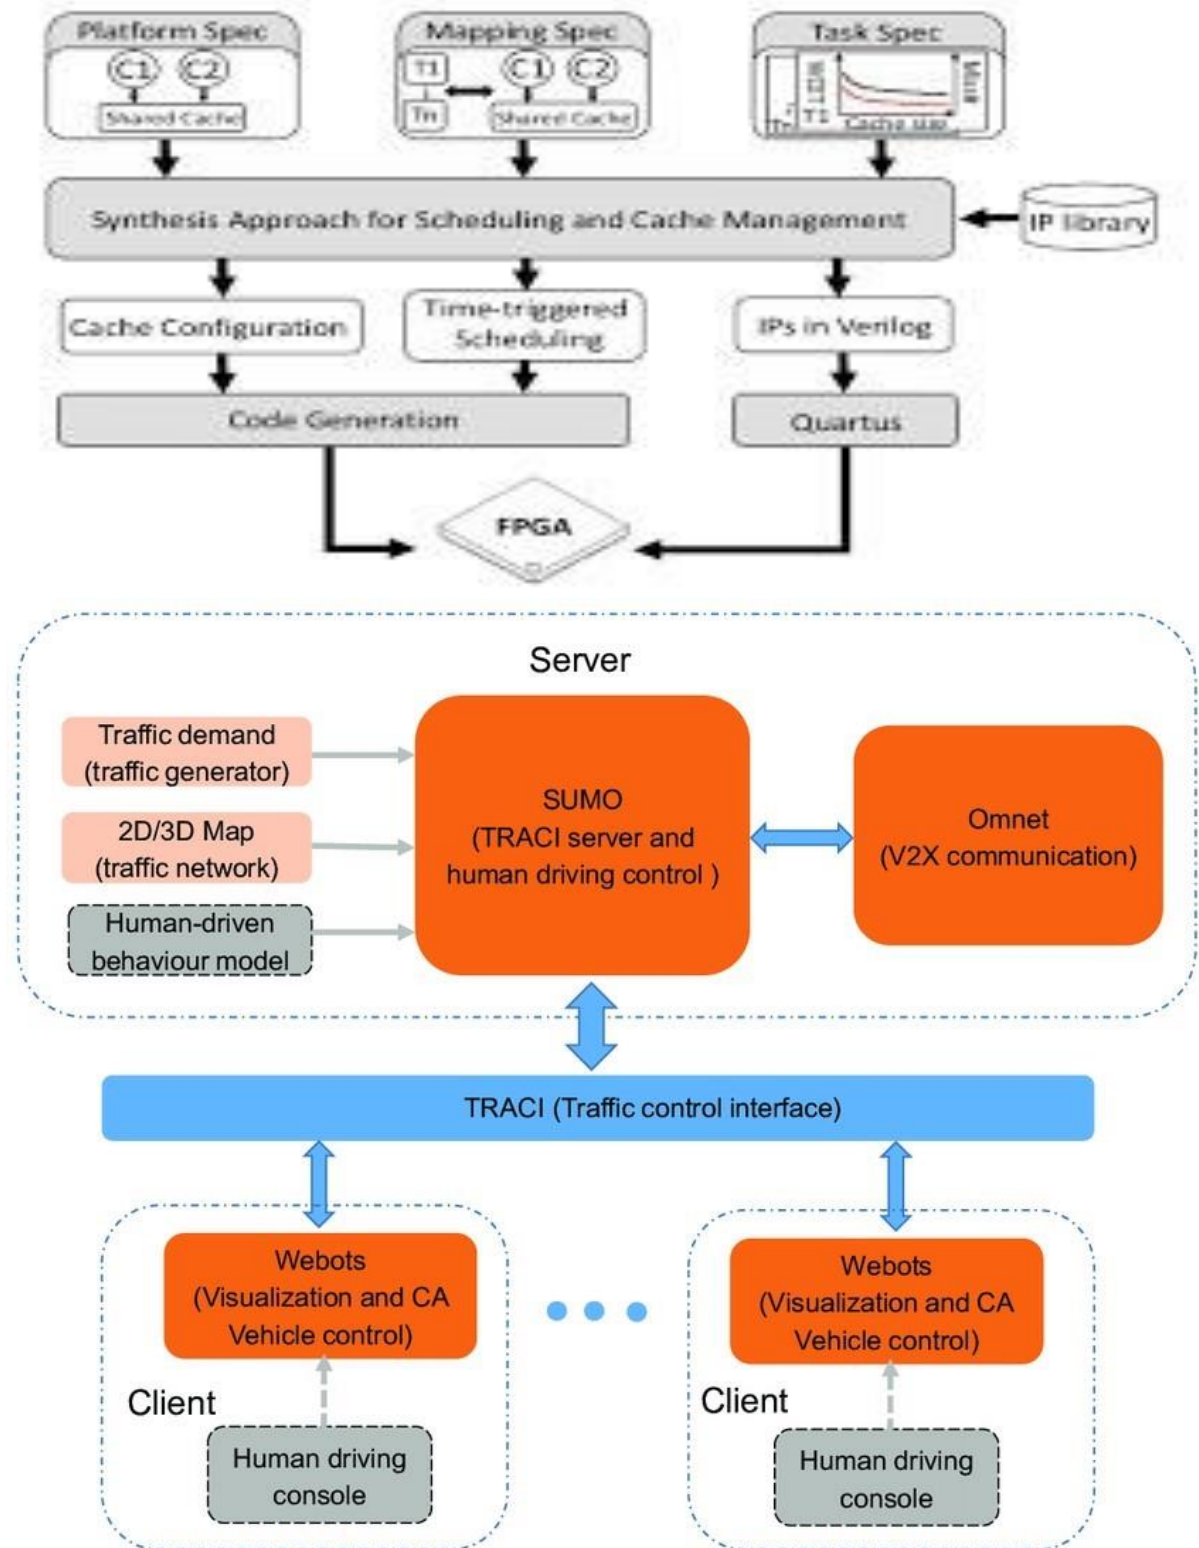 Platform Spec
C1 C2
Shared Cache
Mapping Spec
T1 C1 C2
Tn Shared Cache
Task Spec
T1
Tn Cache size
Synthesis Approach for Scheduling and Cache Management
IP library
Cache Configuration
Time-triggered
Scheduling
IPs in Verilog
Code Generation
Quartus
FPGA
Server
Traffic demand
(traffic generator)
2D/3D Map
(traffic network)
Human-driven
behaviour model
SUMO
(TRACI server and
human driving control )
Omnet
(V2X communication)
TRACI (Traffic control interface)
Webots
(Visualization and CA
Vehicle control)
Client
Human driving
console
Webots
(Visualization and CA
Vehicle control)
Client
Human driving
console